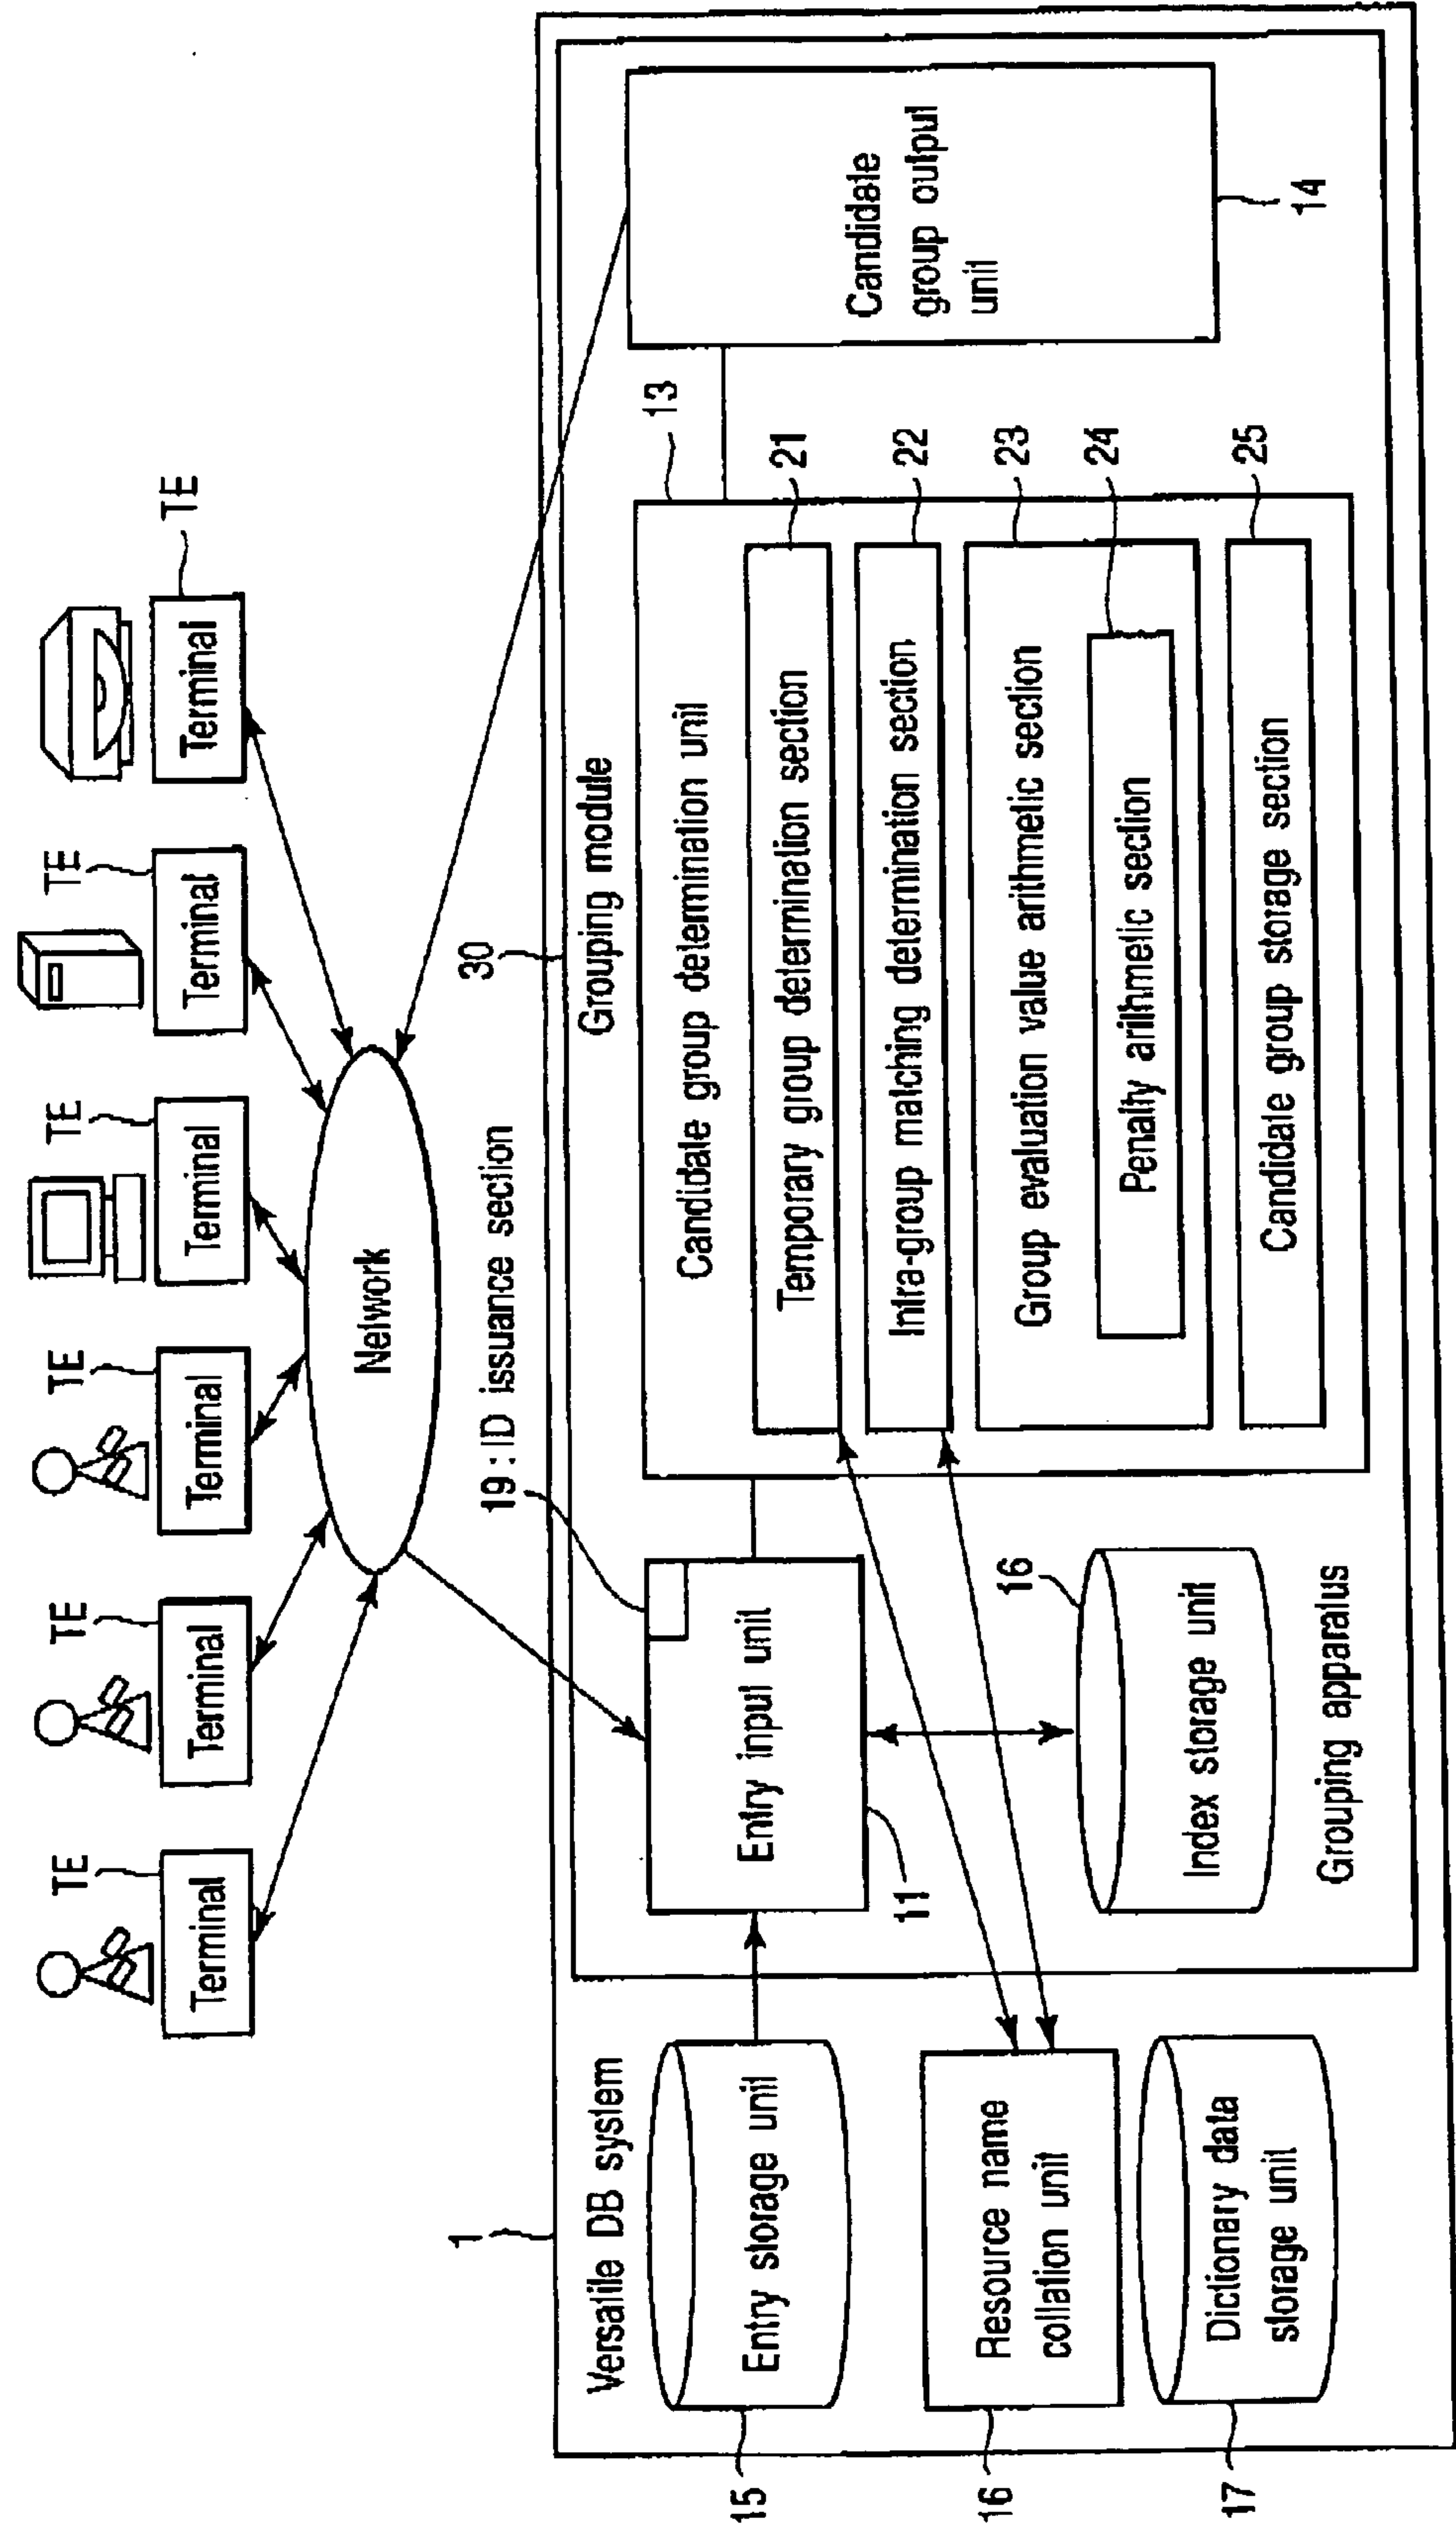 TE
TE
TE
TE
TE
TE
Terminal
Terminal
Terminal
Terminal
Terminal
Terminal
Network
1
30
19 : ID issuance section
Versatile DB system
Grouping module
Entry storage unit
15
Entry input unit
11
Candidate group determination unit
13
Temporary group determination section
21
Intra-group matching determination section
22
Group evaluation value arithmetic section
23
Penalty arithmetic section
24
Candidate group storage section
25
Candidate
group output
unit
14
Resource name
collation unit
16
Index storage unit
16
Dictionary data
storage unit
17
Grouping apparatus